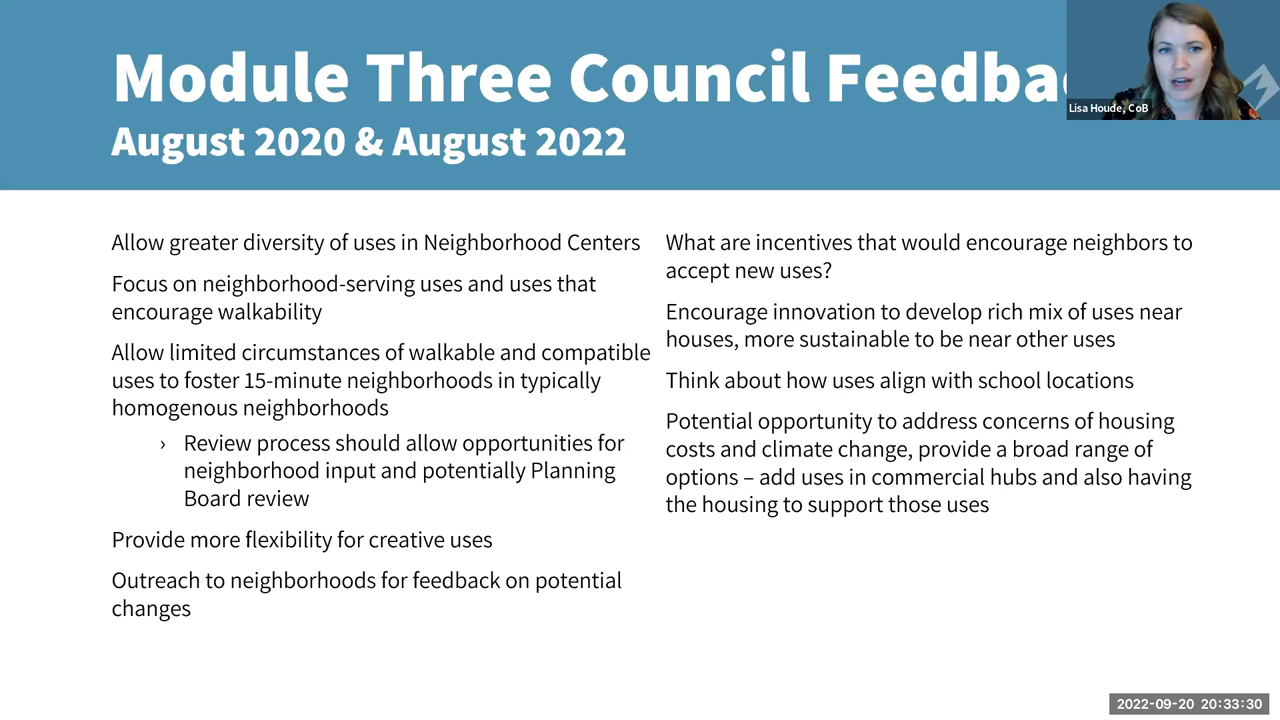 Module Three Council Feedba
August 2020 & August 2022
Lisa Houde, CoB
Allow greater diversity of uses in Neighborhood Centers
Focus on neighborhood-serving uses and uses that
encourage walkability
Allow limited circumstances of walkable and compatible
uses to foster 15-minute neighborhoods in typically
homogenous neighborhoods
› Review process should allow opportunities for
neighborhood input and potentially Planning
Board review
Provide more flexibility for creative uses
Outreach to neighborhoods for feedback on potential
changes
What are incentives that would encourage neighbors to
accept new uses?
Encourage innovation to develop rich mix of uses near
houses, more sustainable to be near other uses
Think about how uses align with school locations
Potential opportunity to address concerns of housing
costs and climate change, provide a broad range of
options – add uses in commercial hubs and also having
the housing to support those uses
2022-09-20 20:33:30